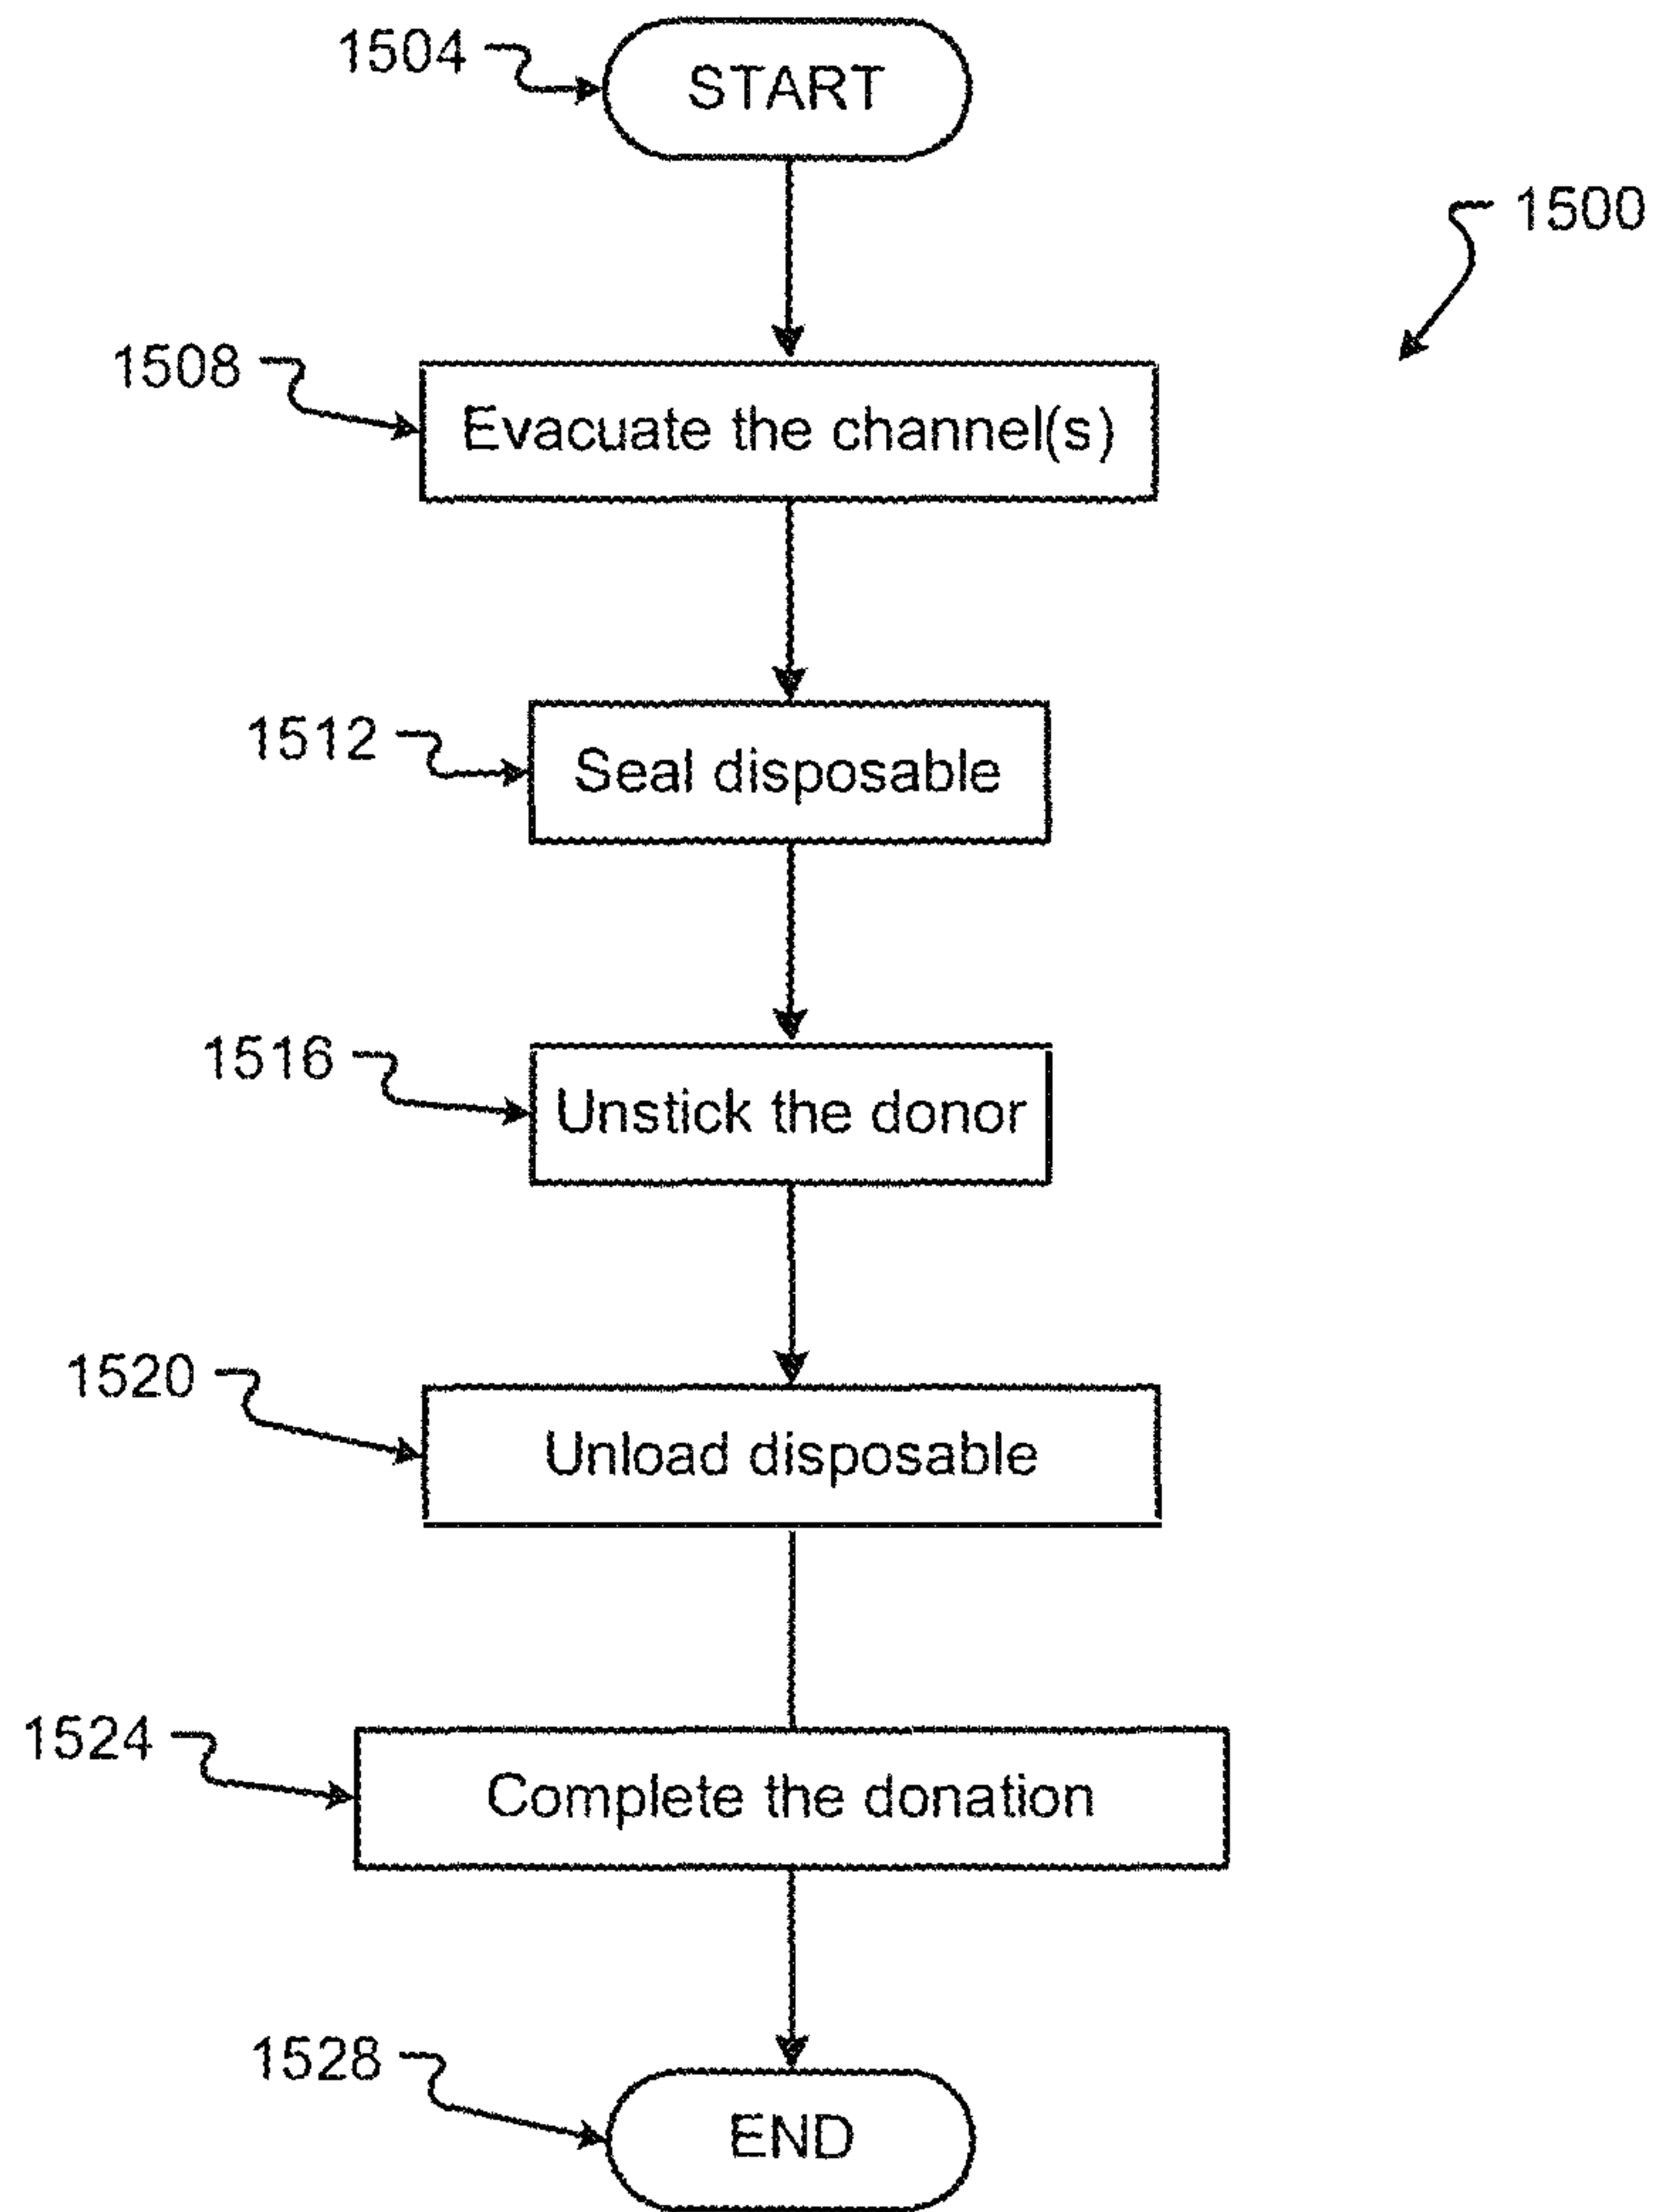 1504
START
1500
1508
Evacuate the channel(s)
1512
Seal disposable
1516
Unstick the donor
1520
Unload disposable
1524
Complete the donation
1528
END